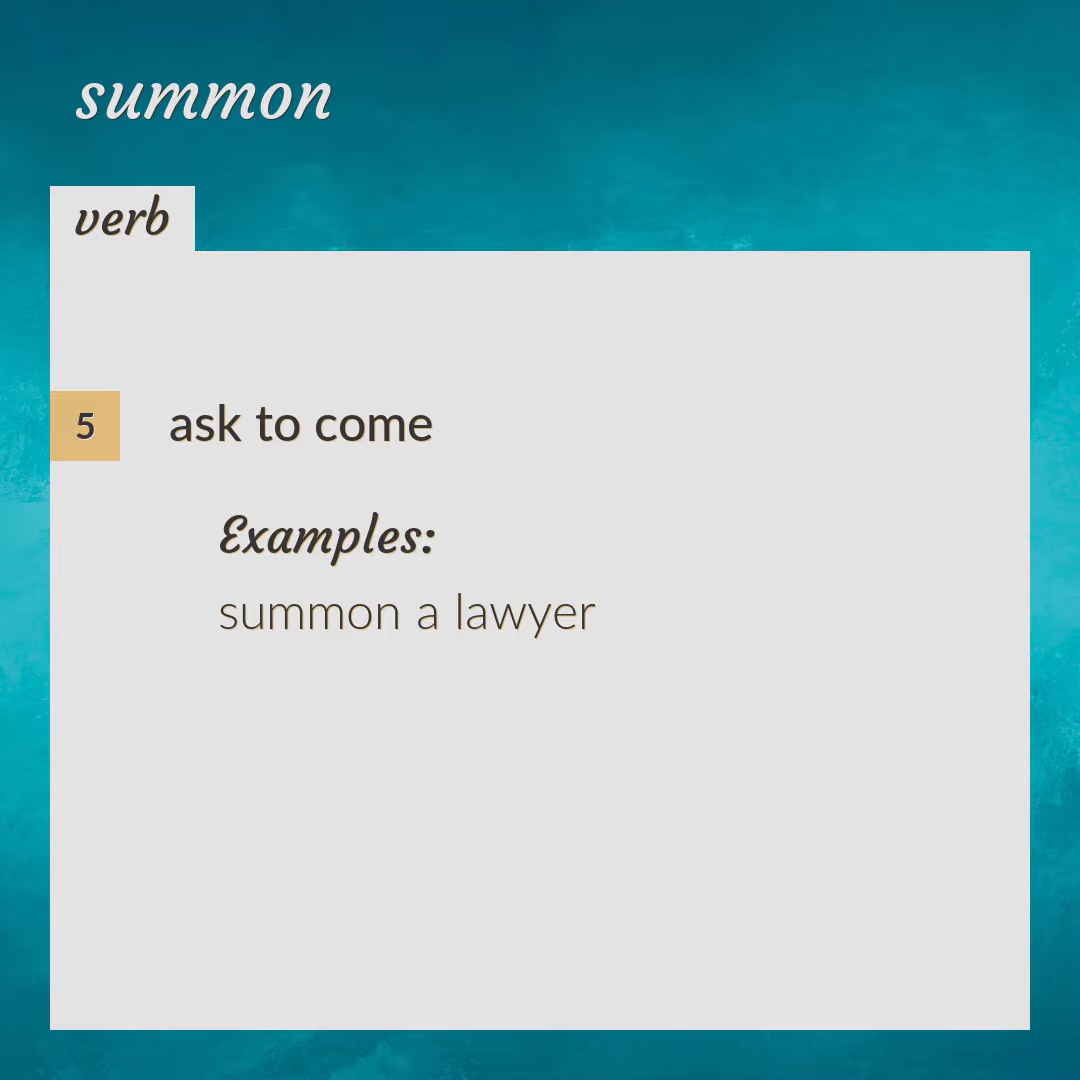 summon
verb
5 ask to come
Examples:
summon a lawyer